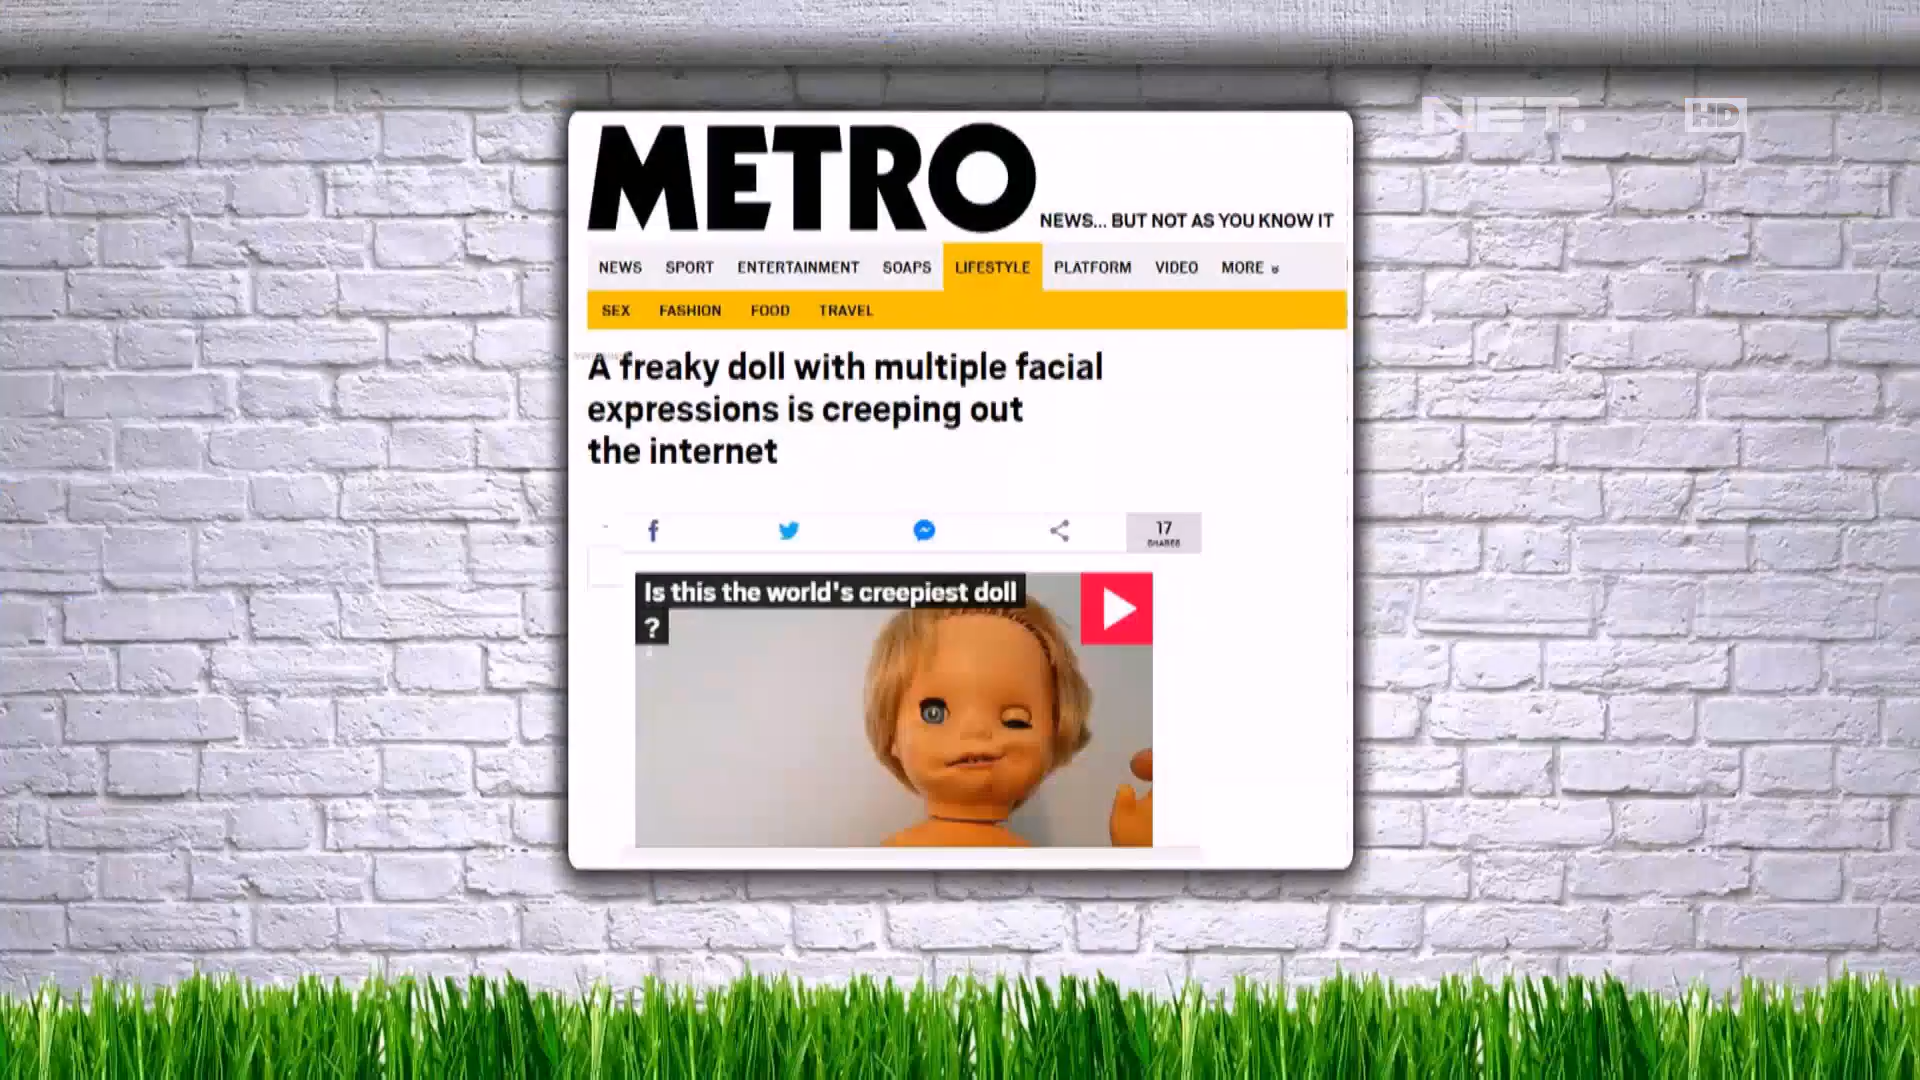 NET. HD
METRO
NEWS... BUT NOT AS YOU KNOW IT
NEWS SPORT ENTERTAINMENT SOAPS LIFESTYLE PLATFORM VIDEO MORE
SEX FASHION FOOD TRAVEL
A freaky doll with multiple facial
expressions is creeping out
the internet
17
SHARES
Is this the world's creepiest doll
?